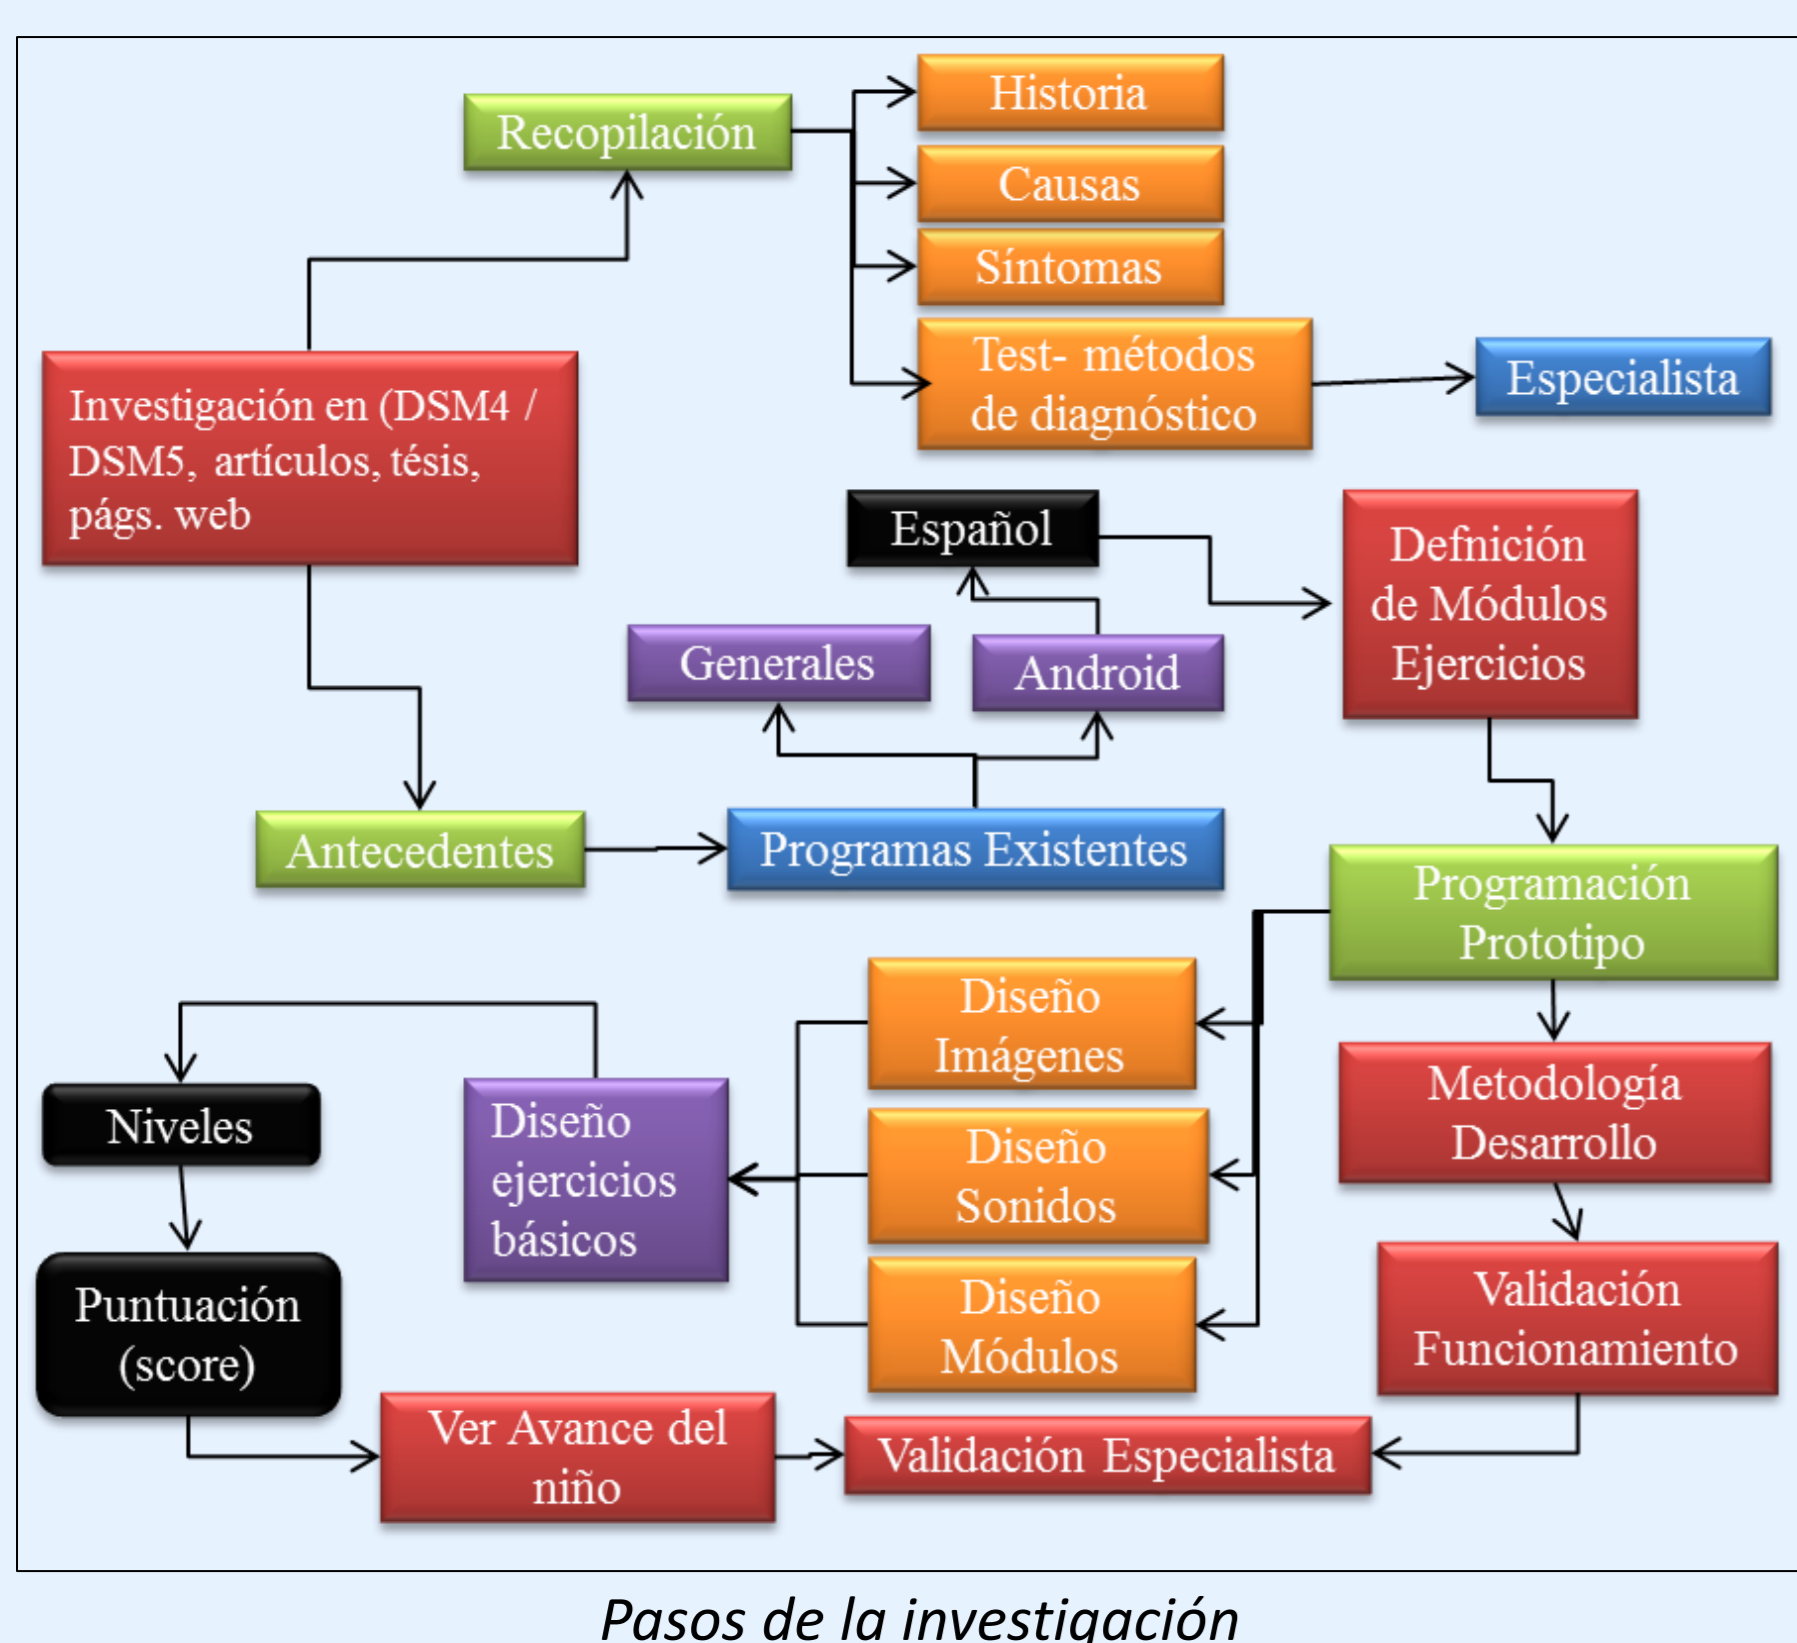 Historia
Recopilación
Causas
Síntomas
Test- métodos
de diagnóstico
Especialista
Investigación en (DSM4 /
DSM5, artículos, tésis,
págs. web
Español
Defnición
de Módulos
Ejercicios
Generales
Android
Antecedentes
Programas Existentes
Programación
Prototipo
Diseño
Imágenes
Metodología
Desarrollo
Niveles
Diseño
ejercicios
básicos
Diseño
Sonidos
Puntuación
(score)
Diseño
Módulos
Validación
Funcionamiento
Ver Avance del
niño
Validación Especialista
Pasos de la investigación